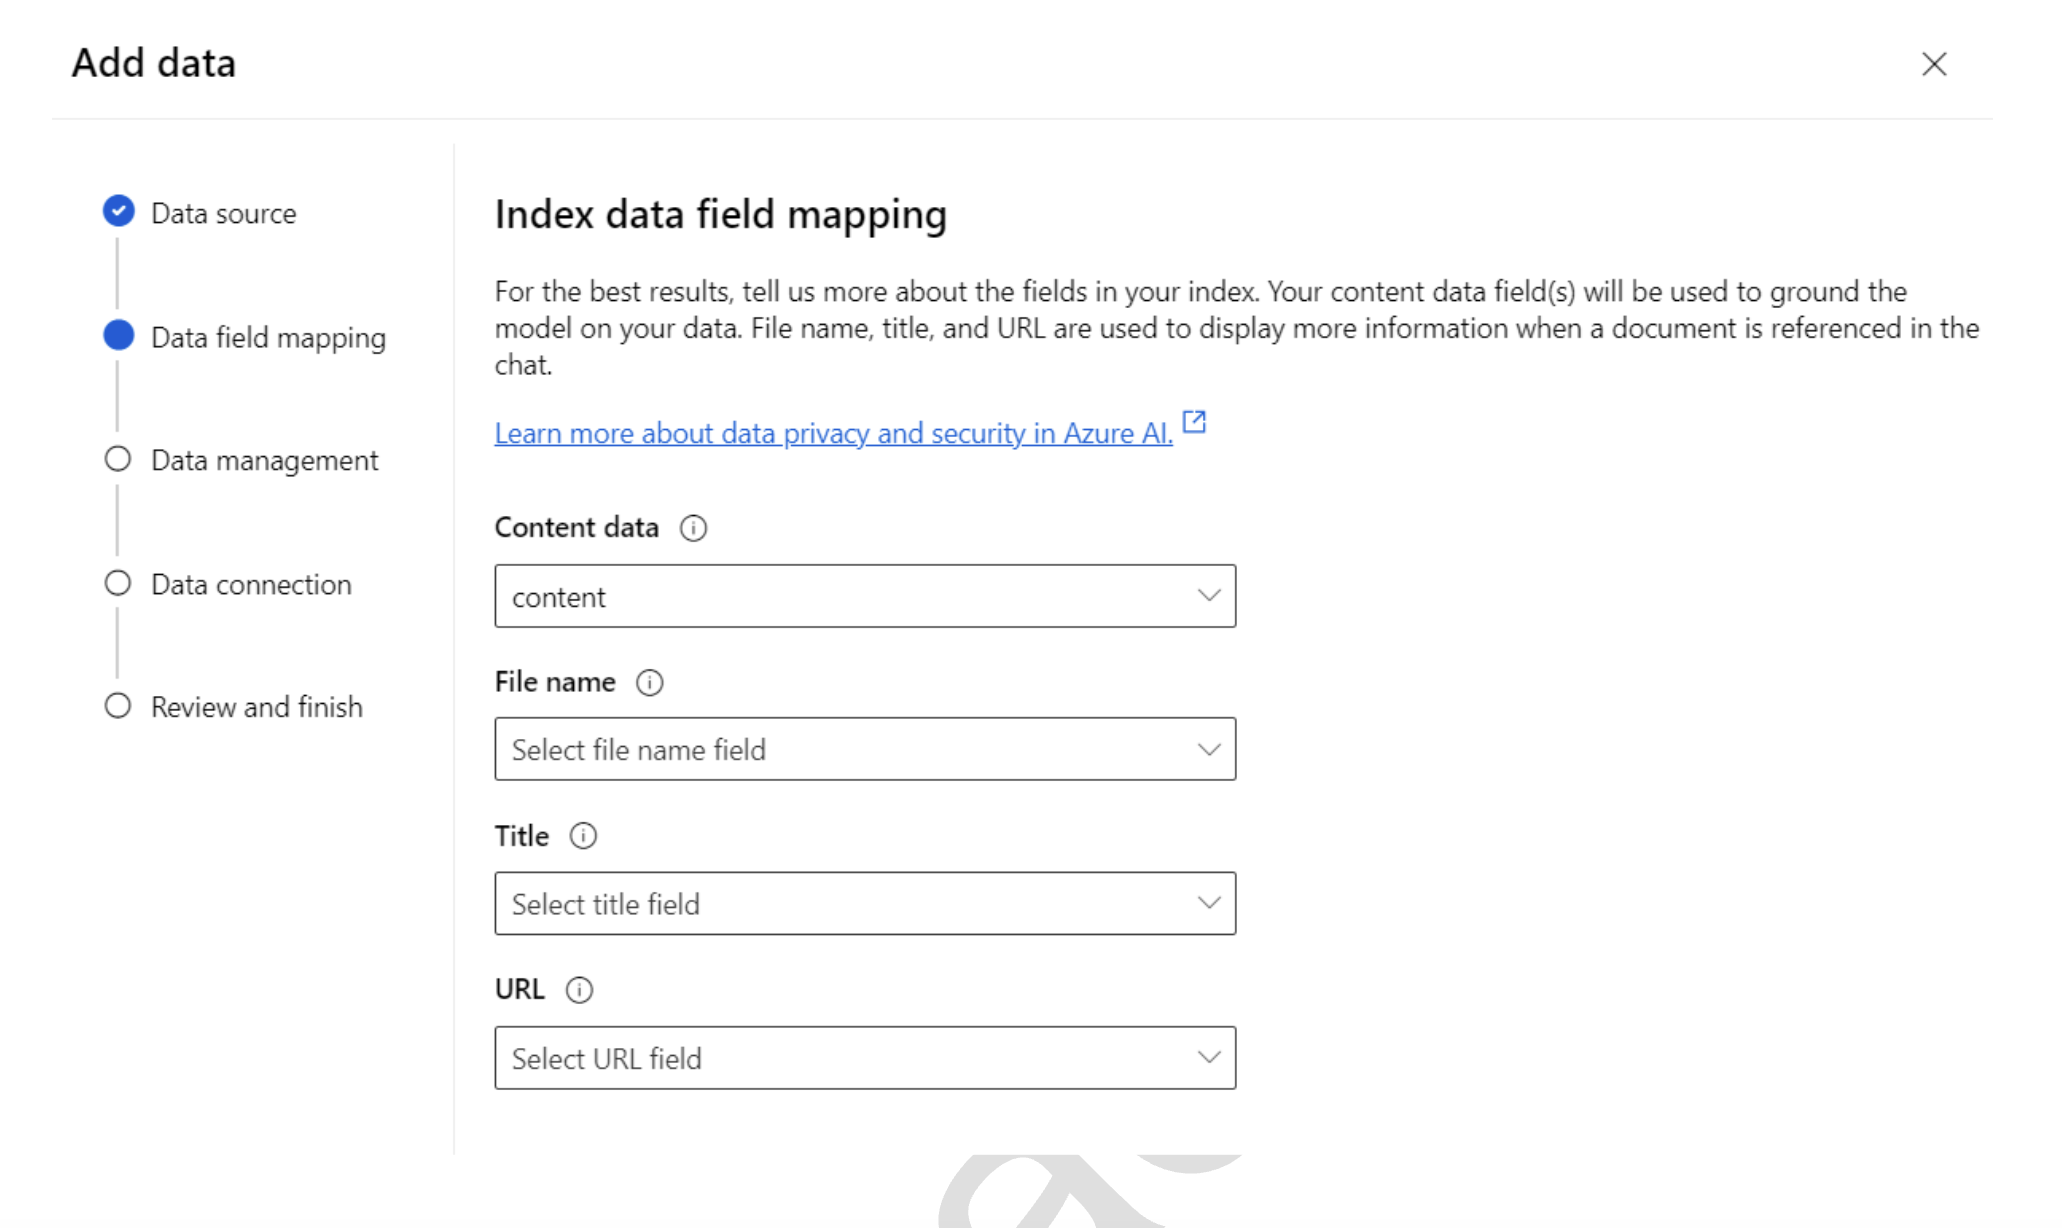 Add data
Data source
Data field mapping
Data management
Data connection
Review and finish
Index data field mapping
For the best results, tell us more about the fields in your index. Your content data field(s) will be used to ground the
model on your data. File name, title, and URL are used to display more information when a document is referenced in the
chat.
Learn more about data privacy and security in Azure AI.
Content data
content
File name
Select file name field
Title
Select title field
URL
Select URL field